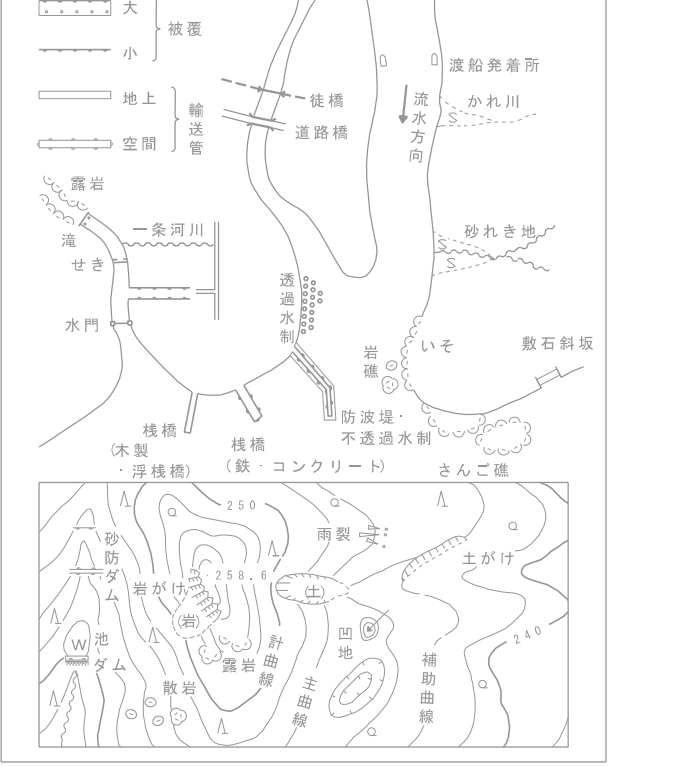 大
小
被覆
地上
空間
輸送管
徒橋
道路橋
渡船発着所
流水方向
かれ川
S
砂れき地
S
S
露岩
滝
せき
一条河川
水門
透過水制
岩礁
いそ
敷石斜坂
桟橋
(木製
・浮桟橋)
桟橋
(鉄・コンクリート)
防波堤・
不透過水制
さんご礁
250
雨裂
砂防ダム
岩がけ
258.6
土がけ
(土)
(岩)
凹地
240
W
池
ダム
露岩
計曲線
主曲線
補助曲線
散岩